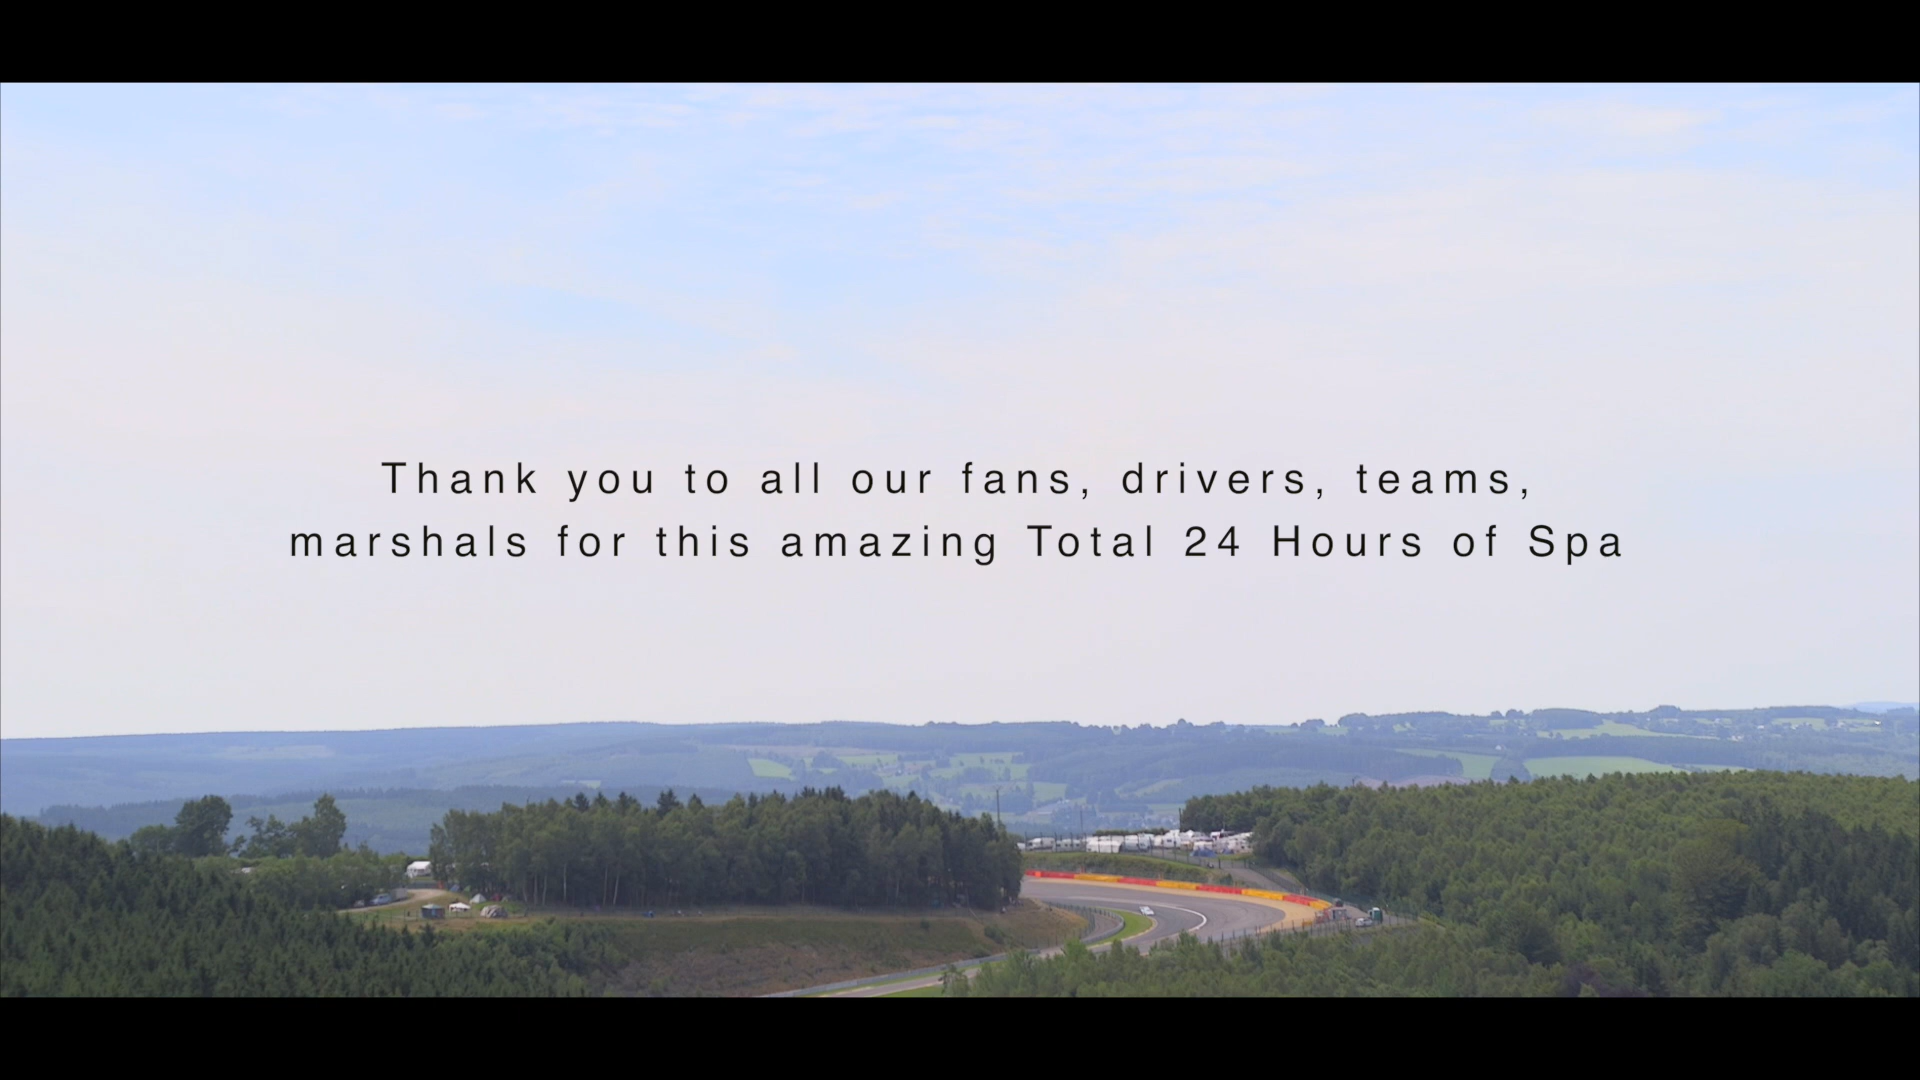 Thank you to all our fans, drivers, teams,
marshals for this amazing Total 24 Hours of Spa